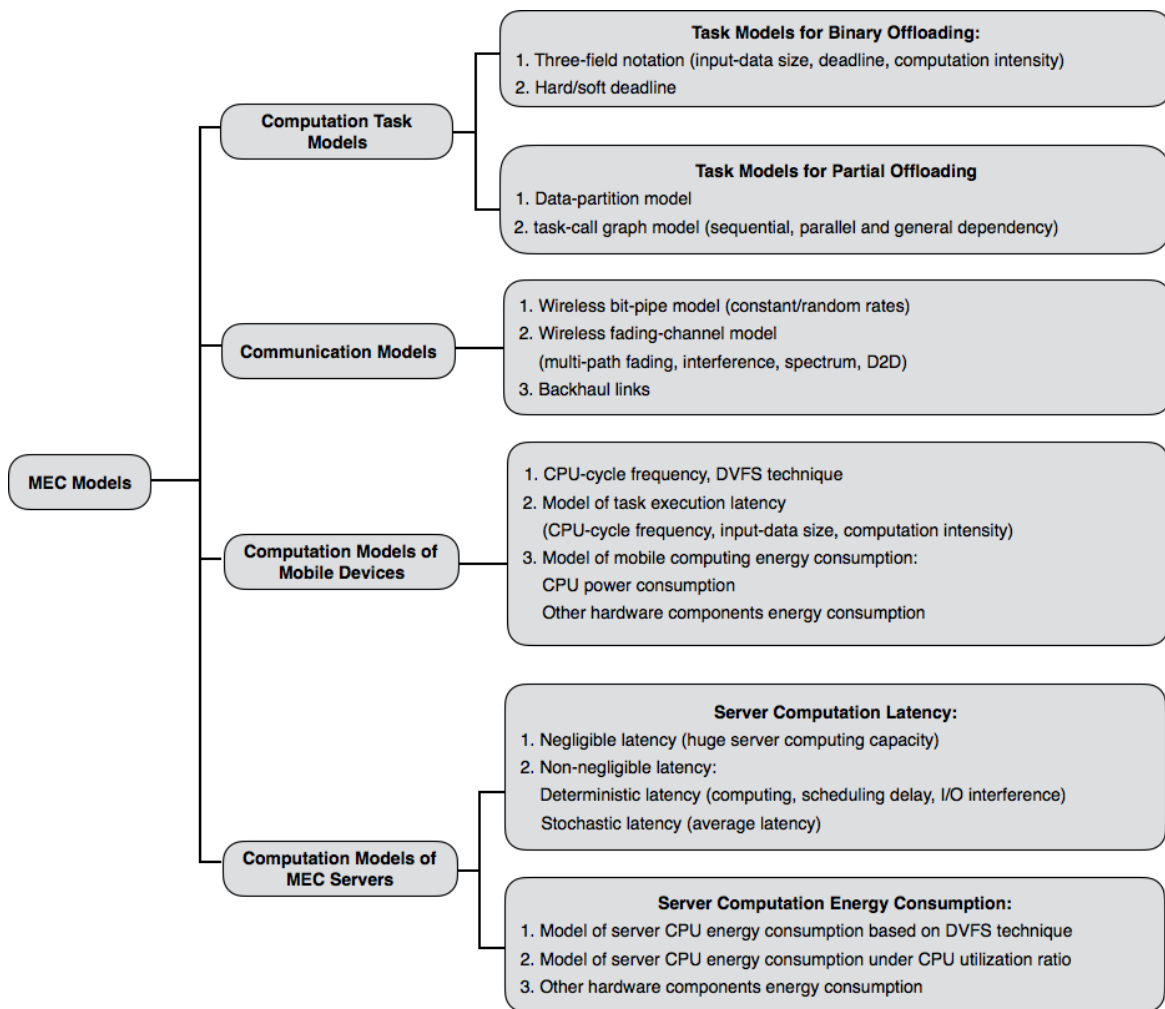 Task Models for Binary Offloading:
1. Three-field notation (input-data size, deadline, computation intensity)
2. Hard/soft deadline
Computation Task
Models
Task Models for Partial Offloading
1. Data-partition model
2. task-call graph model (sequential, parallel and general dependency)
1. Wireless bit-pipe model (constant/random rates)
2. Wireless fading-channel model
(multi-path fading, interference, spectrum, D2D)
3. Backhaul links
Communication Models
MEC Models
1. CPU-cycle frequency, DVFS technique
2. Model of task execution latency
(CPU-cycle frequency, input-data size, computation intensity)
3. Model of mobile computing energy consumption:
CPU power consumption
Other hardware components energy consumption
Computation Models of
Mobile Devices
Server Computation Latency:
1. Negligible latency (huge server computing capacity)
2. Non-negligible latency:
Deterministic latency (computing, scheduling delay, I/O interference)
Stochastic latency (average latency)
Computation Models of
MEC Servers
Server Computation Energy Consumption:
1. Model of server CPU energy consumption based on DVFS technique
2. Model of server CPU energy consumption under CPU utilization ratio
3. Other hardware components energy consumption